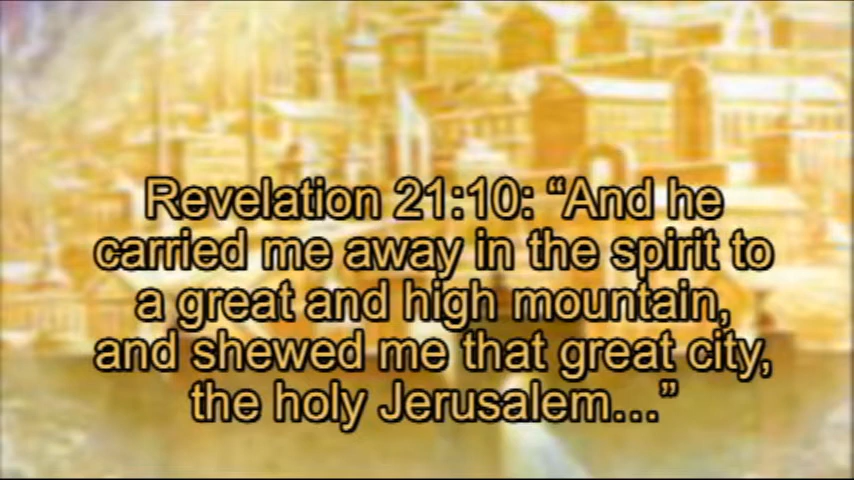 Revelation 21:10: “And he
carried me away in the spirit to
a great and high mountain,
and shewed me that great city,
the holy Jerusalem…”